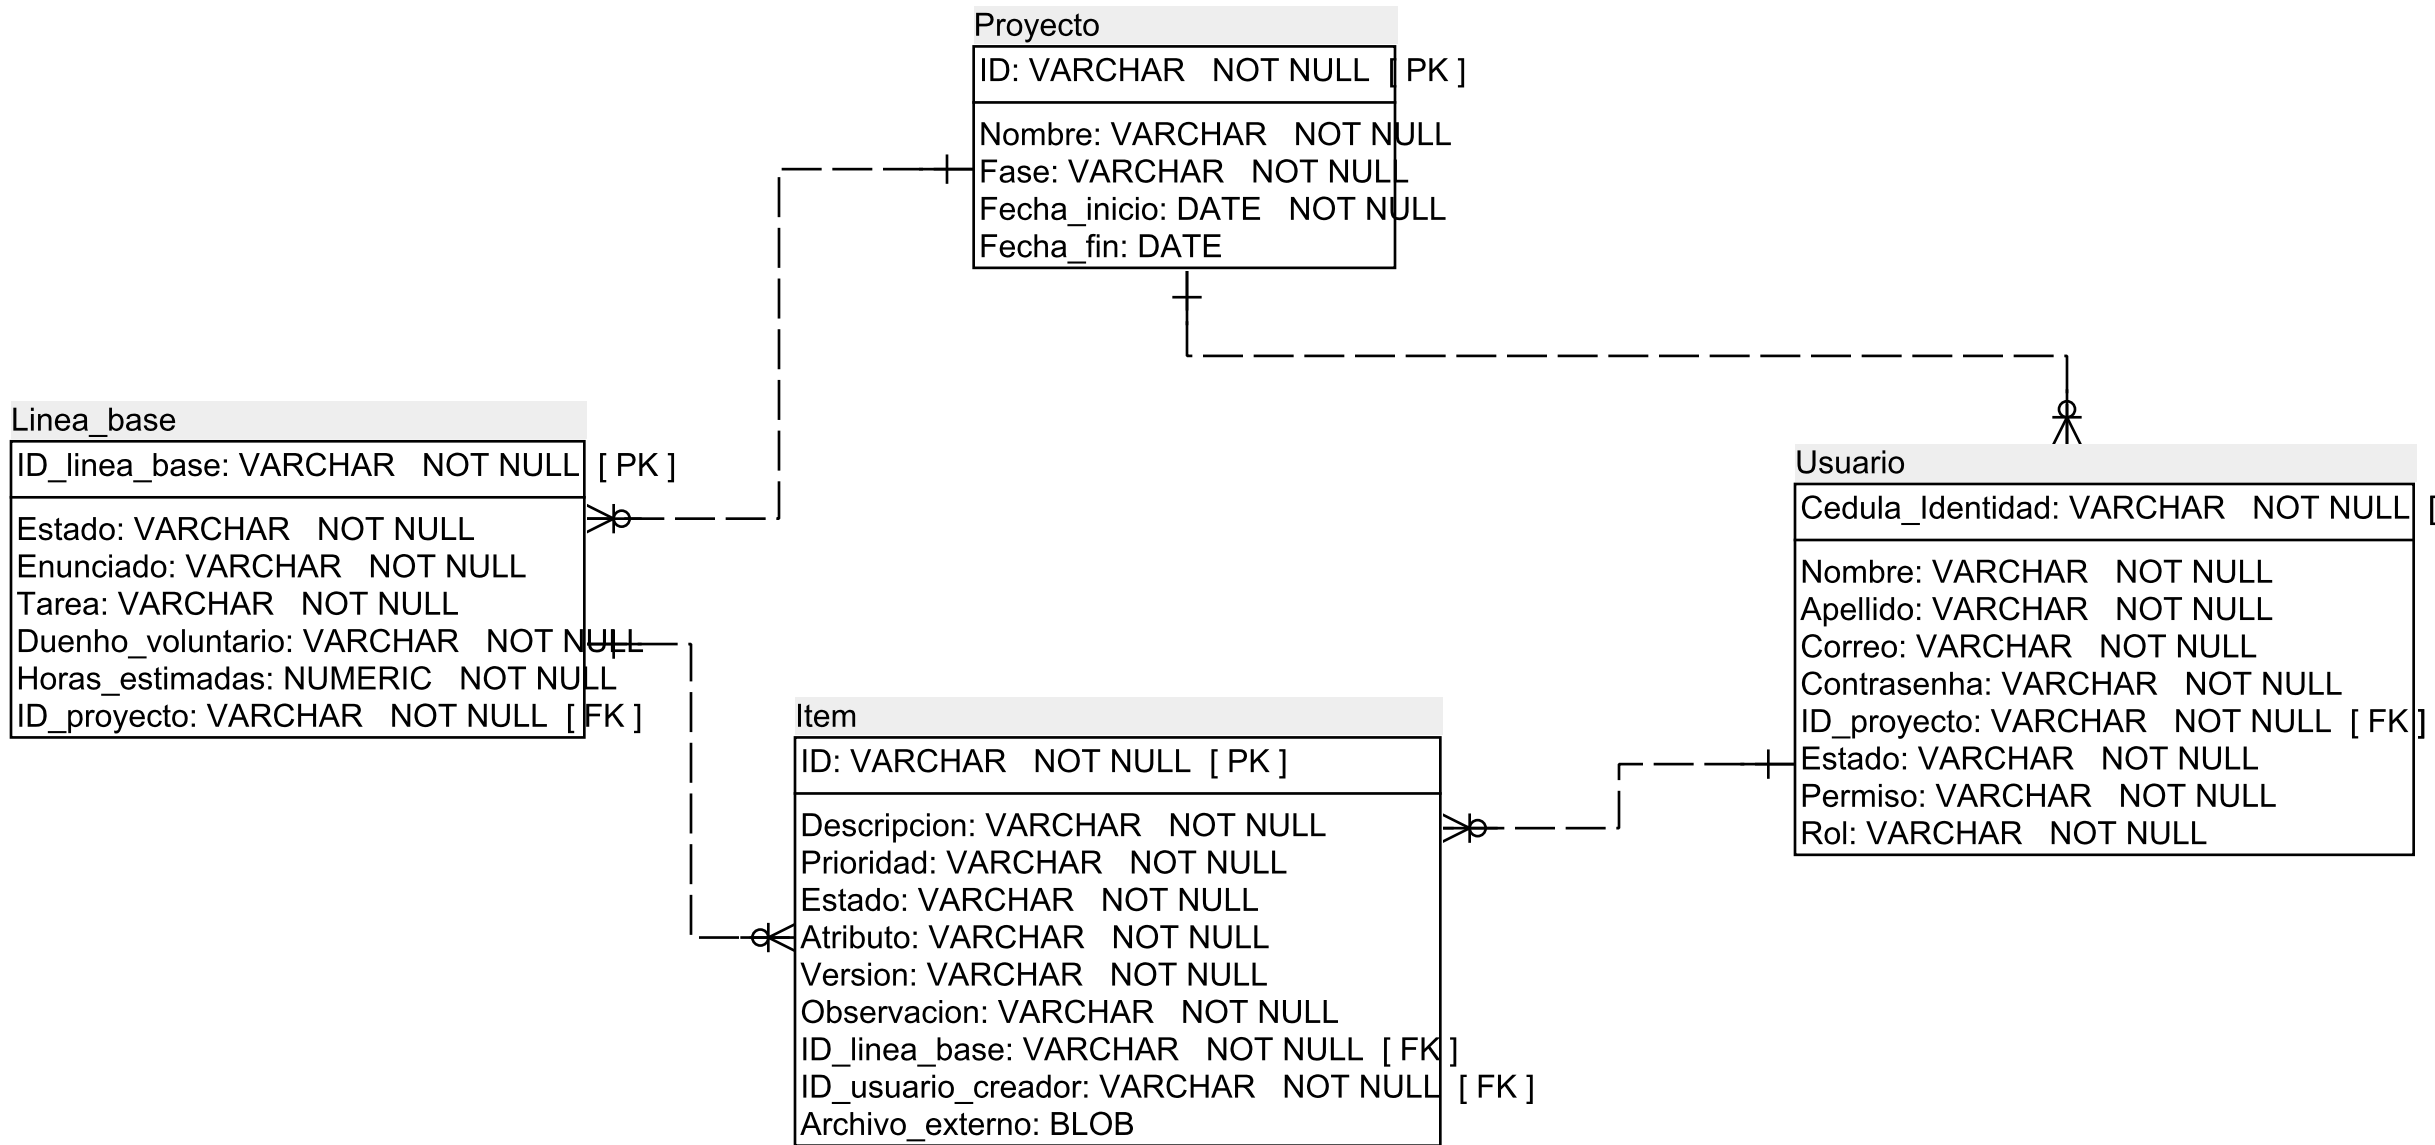 Proyecto
ID: VARCHAR NOT NULL [ PK ]
Nombre: VARCHAR NOT NULL
Fase: VARCHAR NOT NULL
Fecha_inicio: DATE NOT NULL
Fecha_fin: DATE
Linea_base
ID_linea_base: VARCHAR NOT NULL [ PK ]
Estado: VARCHAR NOT NULL
Enunciado: VARCHAR NOT NULL
Tarea: VARCHAR NOT NULL
Duenho_voluntario: VARCHAR NOT NULL
Horas_estimadas: NUMERIC NOT NULL
ID_proyecto: VARCHAR NOT NULL [ FK ]
Usuario
Cedula_Identidad: VARCHAR NOT NULL [
Nombre: VARCHAR NOT NULL
Apellido: VARCHAR NOT NULL
Correo: VARCHAR NOT NULL
Contrasenha: VARCHAR NOT NULL
ID_proyecto: VARCHAR NOT NULL [ FK ]
Estado: VARCHAR NOT NULL
Permiso: VARCHAR NOT NULL
Rol: VARCHAR NOT NULL
Item
ID: VARCHAR NOT NULL [ PK ]
Descripcion: VARCHAR NOT NULL
Prioridad: VARCHAR NOT NULL
Estado: VARCHAR NOT NULL
Atributo: VARCHAR NOT NULL
Version: VARCHAR NOT NULL
Observacion: VARCHAR NOT NULL
ID_linea_base: VARCHAR NOT NULL [ FK ]
ID_usuario_creador: VARCHAR NOT NULL [ FK ]
Archivo_externo: BLOB